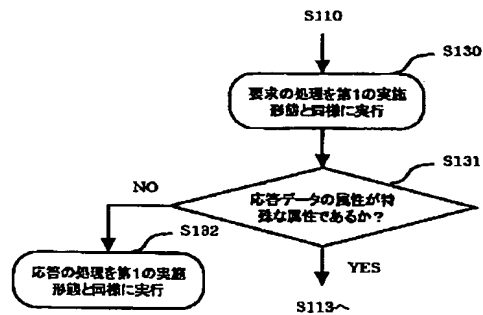 S110
S130
要求の処理を第1の実施
形態と同様に実行
S131
応答データの属性が特
殊な属性であるか?
NO
S132
応答の処理を第1の実施
形態と同様に実行
YES
S113へ